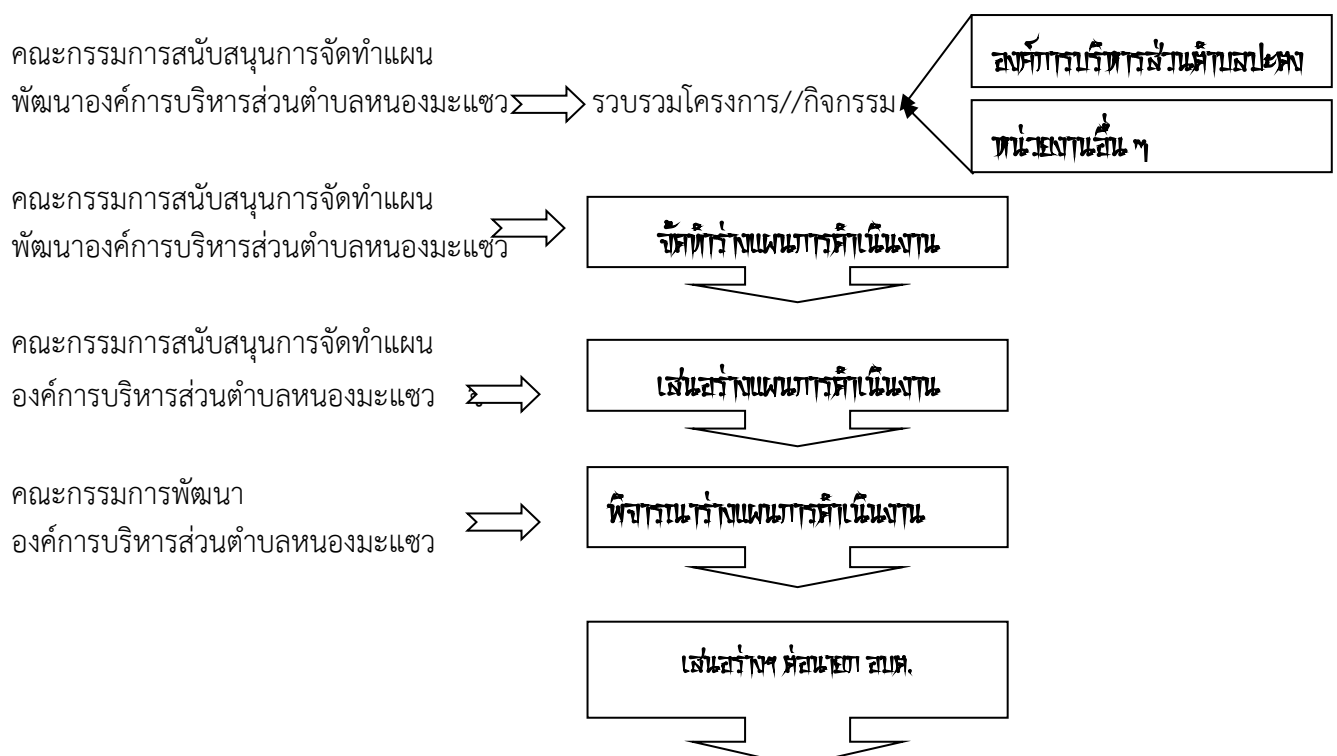 คณะกรรมการสนับสนุนการจัดทำแผน
พัฒนาองค์การบริหารส่วนตำบลหนองมะแซว
รวบรวมโครงการ//กิจกรรม
องค์การบริหารส่วนตำบลปะตง
หน่วยงานอื่น ๆ
คณะกรรมการสนับสนุนการจัดทำแผน
พัฒนาองค์การบริหารส่วนตำบลหนองมะแซว
จัดทำร่างแผนการดำเนินงาน
คณะกรรมการสนับสนุนการจัดทำแผน
องค์การบริหารส่วนตำบลหนองมะแซว
เสนอร่างแผนการดำเนินงาน
คณะกรรมการพัฒนา
องค์การบริหารส่วนตำบลหนองมะแซว
พิจารณาร่างแผนการดำเนินงาน
เสนอร่างฯ ต่อนายก อบต.